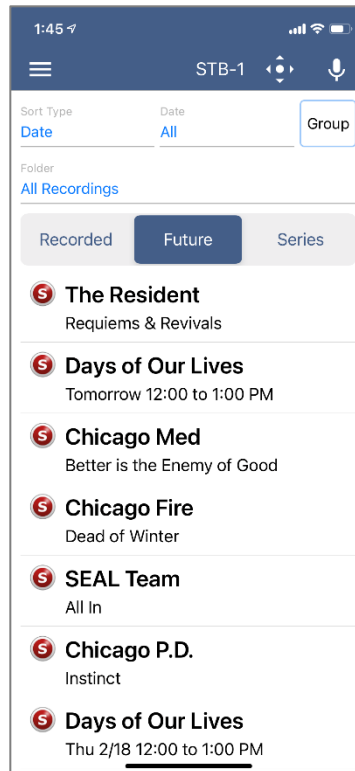 1:45
STB-1
Sort Type Date
Date All Group
Folder
All Recordings
Recorded Future Series
S The Resident
Requiems & Revivals
S Days of Our Lives
Tomorrow 12:00 to 1:00 PM
S Chicago Med
Better is the Enemy of Good
S Chicago Fire
Dead of Winter
S SEAL Team
All In
S Chicago P.D.
Instinct
S Days of Our Lives
Thu 2/18 12:00 to 1:00 PM